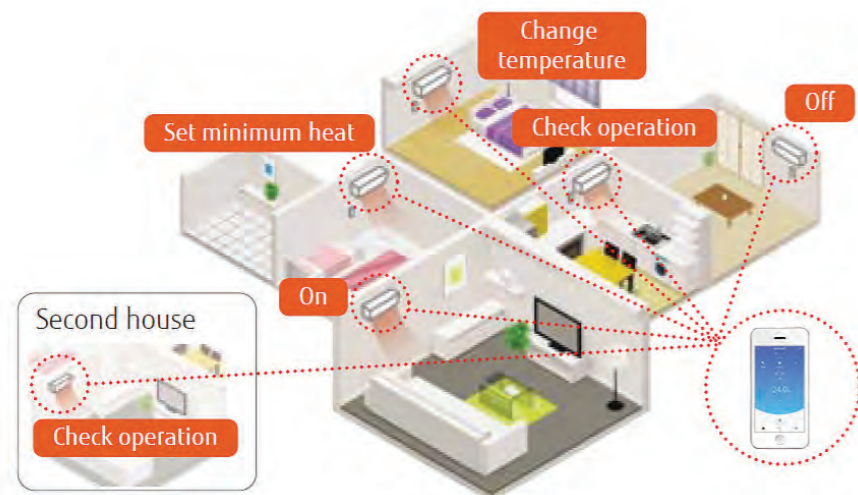 Change
temperature
Off
Set minimum heat
Check operation
On
Second house
Check operation